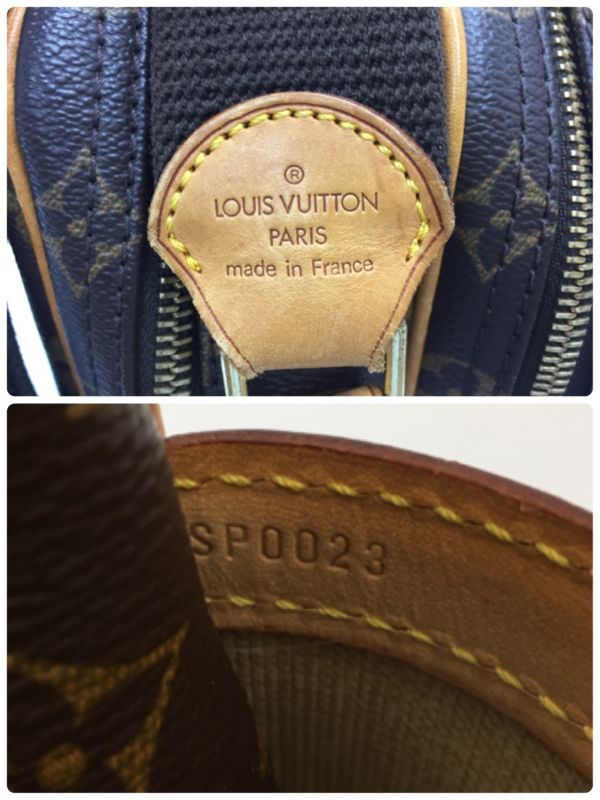 ®
LOUIS VUITTON
PARIS
made in France
SP0023